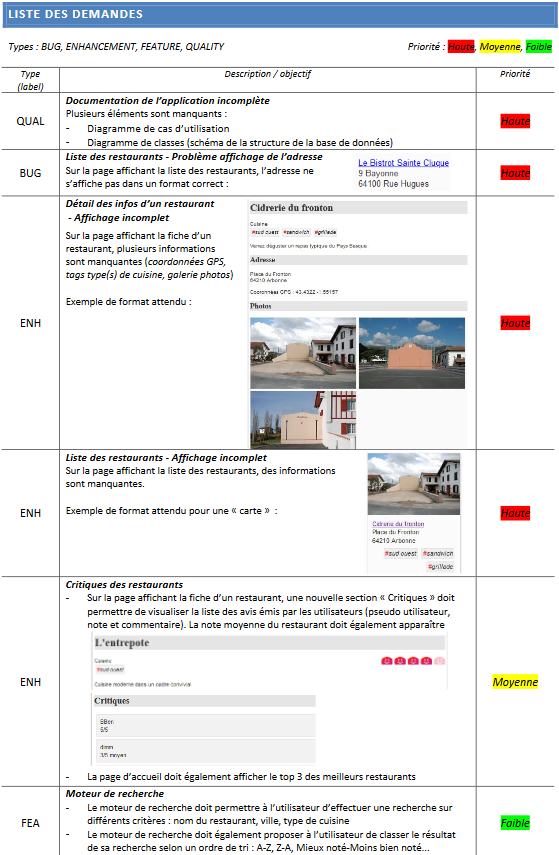 LISTE DES DEMANDES
Types : BUG, ENHANCEMENT, FEATURE, QUALITY
Priorité : Haute, Moyenne, Faible
Type
(label)
Description / objectif
Priorité
QUAL
Documentation de l'application incomplète
Plusieurs éléments sont manquants :
- Diagramme de cas d'utilisation
- Diagramme de classes (schéma de la structure de la base de données)
Haute
BUG
Liste des restaurants - Problème affichage de l'adresse
Sur la page affichant la liste des restaurants, l'adresse ne
s'affiche pas dans un format correct :
Le Bistrot Sainte Cluque
9 Bayonne
64100 Rue Hugues
Haute
ENH
Détail des infos d'un restaurant
- Affichage incomplet
Sur la page affichant la fiche d'un
restaurant, plusieurs informations
sont manquantes (coordonnées GPS,
tags type(s) de cuisine, galerie photos)
Exemple de format attendu :
Cidrerie du fronton
Cuisine
#sud ouest #sandwich #grillade
Venez déguster un repas typique du Pays Basque
Adresse
Place du Fronton
64210 Arbonne
Coordonnées GPS : 43.4322 -1.55157
Photos
Haute
ENH
Liste des restaurants - Affichage incomplet
Sur la page affichant la liste des restaurants, des informations
sont manquantes.
Exemple de format attendu pour une « carte » :
Cidrerie du fronton
Place du Fronton
64210 Arbonne
#sud ouest #sandwich
#grillade
Haute
ENH
Critiques des restaurants
- Sur la page affichant la fiche d'un restaurant, une nouvelle section « Critiques » doit
permettre de visualiser la liste des avis émis par les utilisateurs (pseudo utilisateur,
note et commentaire). La note moyenne du restaurant doit également apparaître
L'entrepote
Cuisine
#sud ouest
Cuisine moderne dans un cadre convivial
Critiques
BBen
5/5
dimm
3/5 moyen
- La page d'accueil doit également afficher le top 3 des meilleurs restaurants
Moyenne
FEA
Moteur de recherche
- Le moteur de recherche doit permettre à l'utilisateur d'effectuer une recherche sur
différents critères : nom du restaurant, ville, type de cuisine
- Le moteur de recherche doit également proposer à l'utilisateur de classer le résultat
de sa recherche selon un ordre de tri : A-Z, Z-A, Mieux noté-Moins bien noté...
Faible